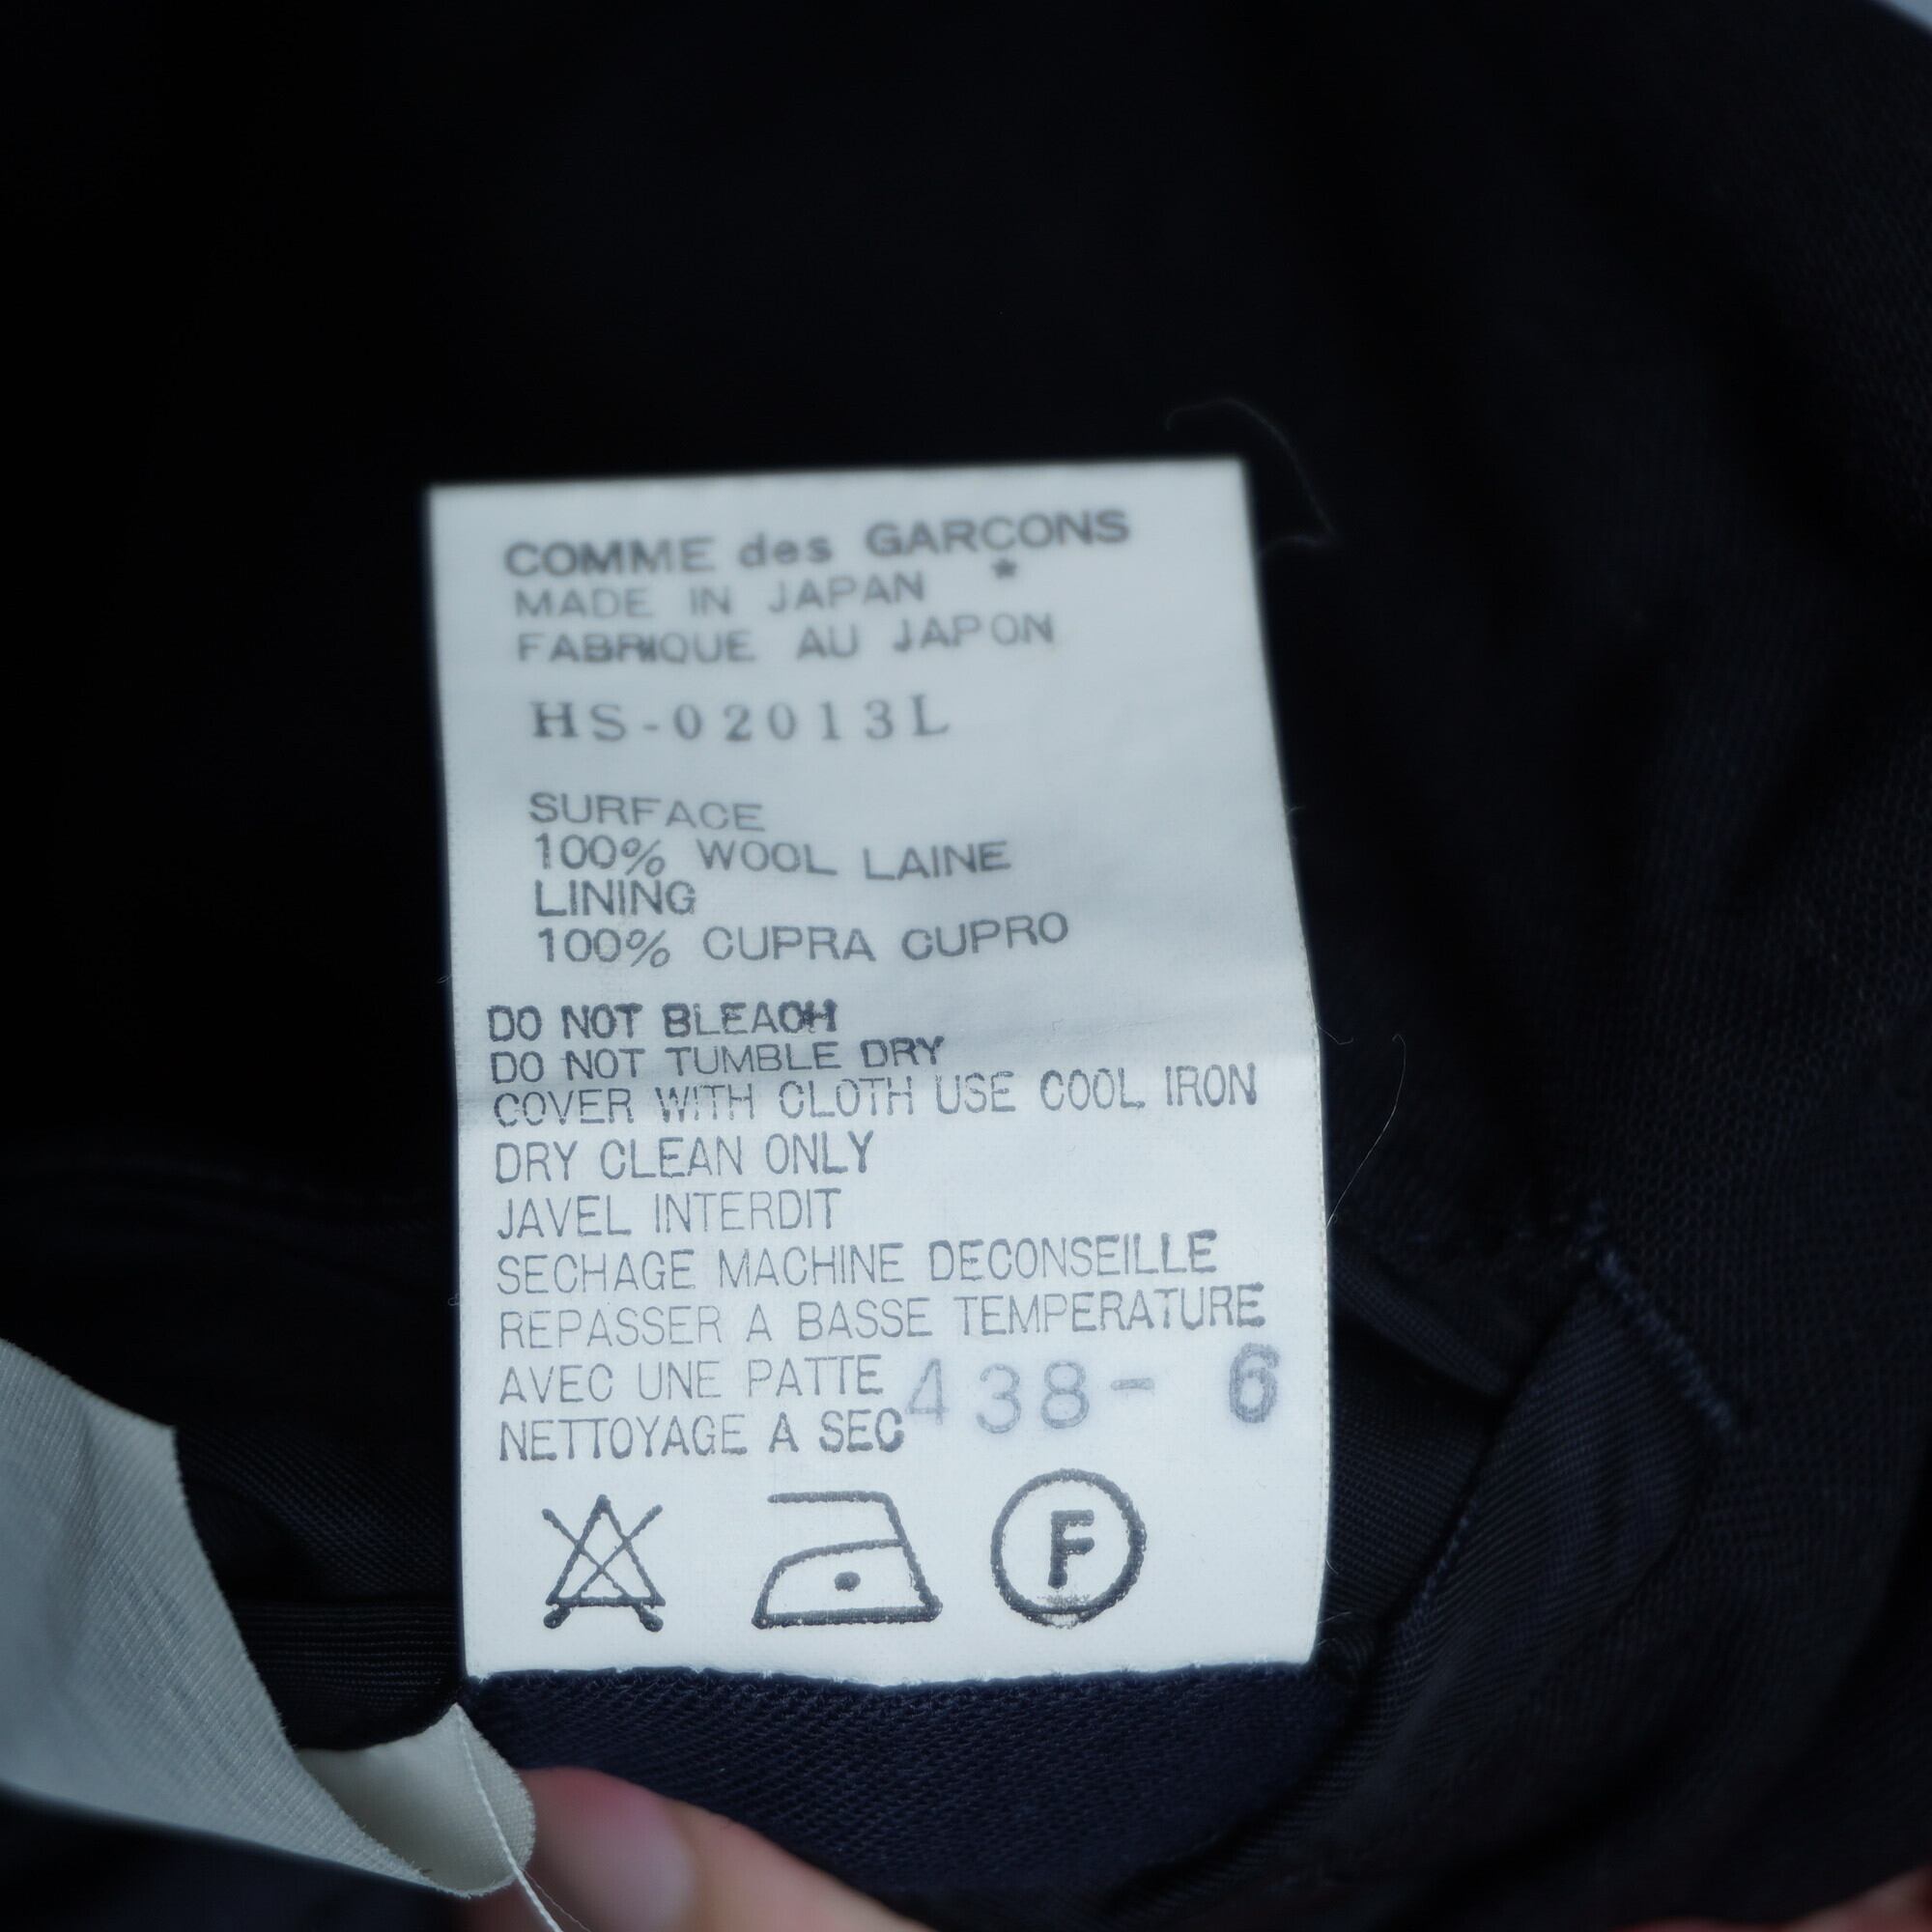 COMME des GARCONS
*
MADE IN JAPAN
FABRIQUE AU JAPON
HS-02013L
SURFACE
100% WOOL LAINE
LINING
100% CUPRA CUPRO
DO NOT BLEACH
DO NOT TUMBLE DRY
COVER WITH CLOTH USE COOL IRON
DRY CLEAN ONLY
JAVEL INTERDIT
SECHAGE MACHINE DECONSEILLE
REPASSER A BASSE TEMPERATURE
AVEC UNE PATTE
438- 6
NETTOYAGE A SEC
F